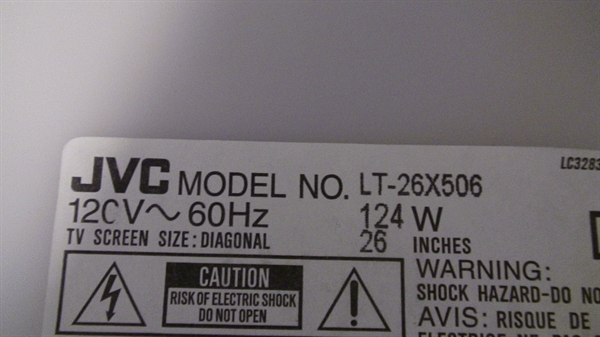 LC3283
JVC MODEL NO. LT-26X506
120V~ 60Hz 124 W
TV SCREEN SIZE: DIAGONAL 26 INCHES
CAUTION
RISK OF ELECTRIC SHOCK
DO NOT OPEN
WARNING:
SHOCK HAZARD-DO NO
AVIS: RISQUE DE